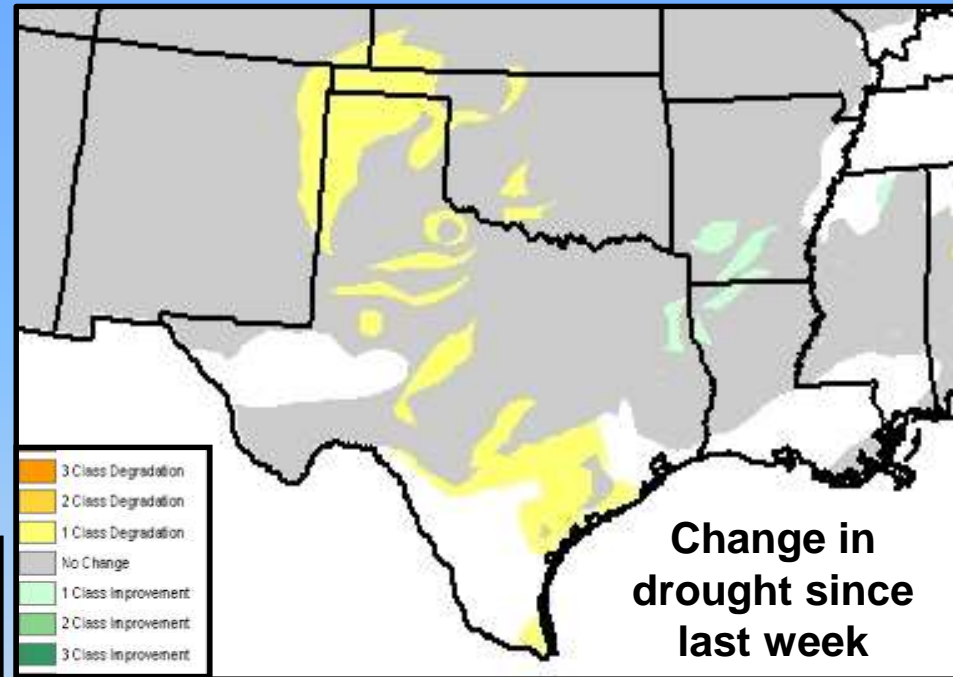 3 Class Degradation
2 Class Degradation
1 Class Degradation
No Change
1 Class Improvement
2 Class Improvement
3 Class Improvement
Change in
drought since
last week